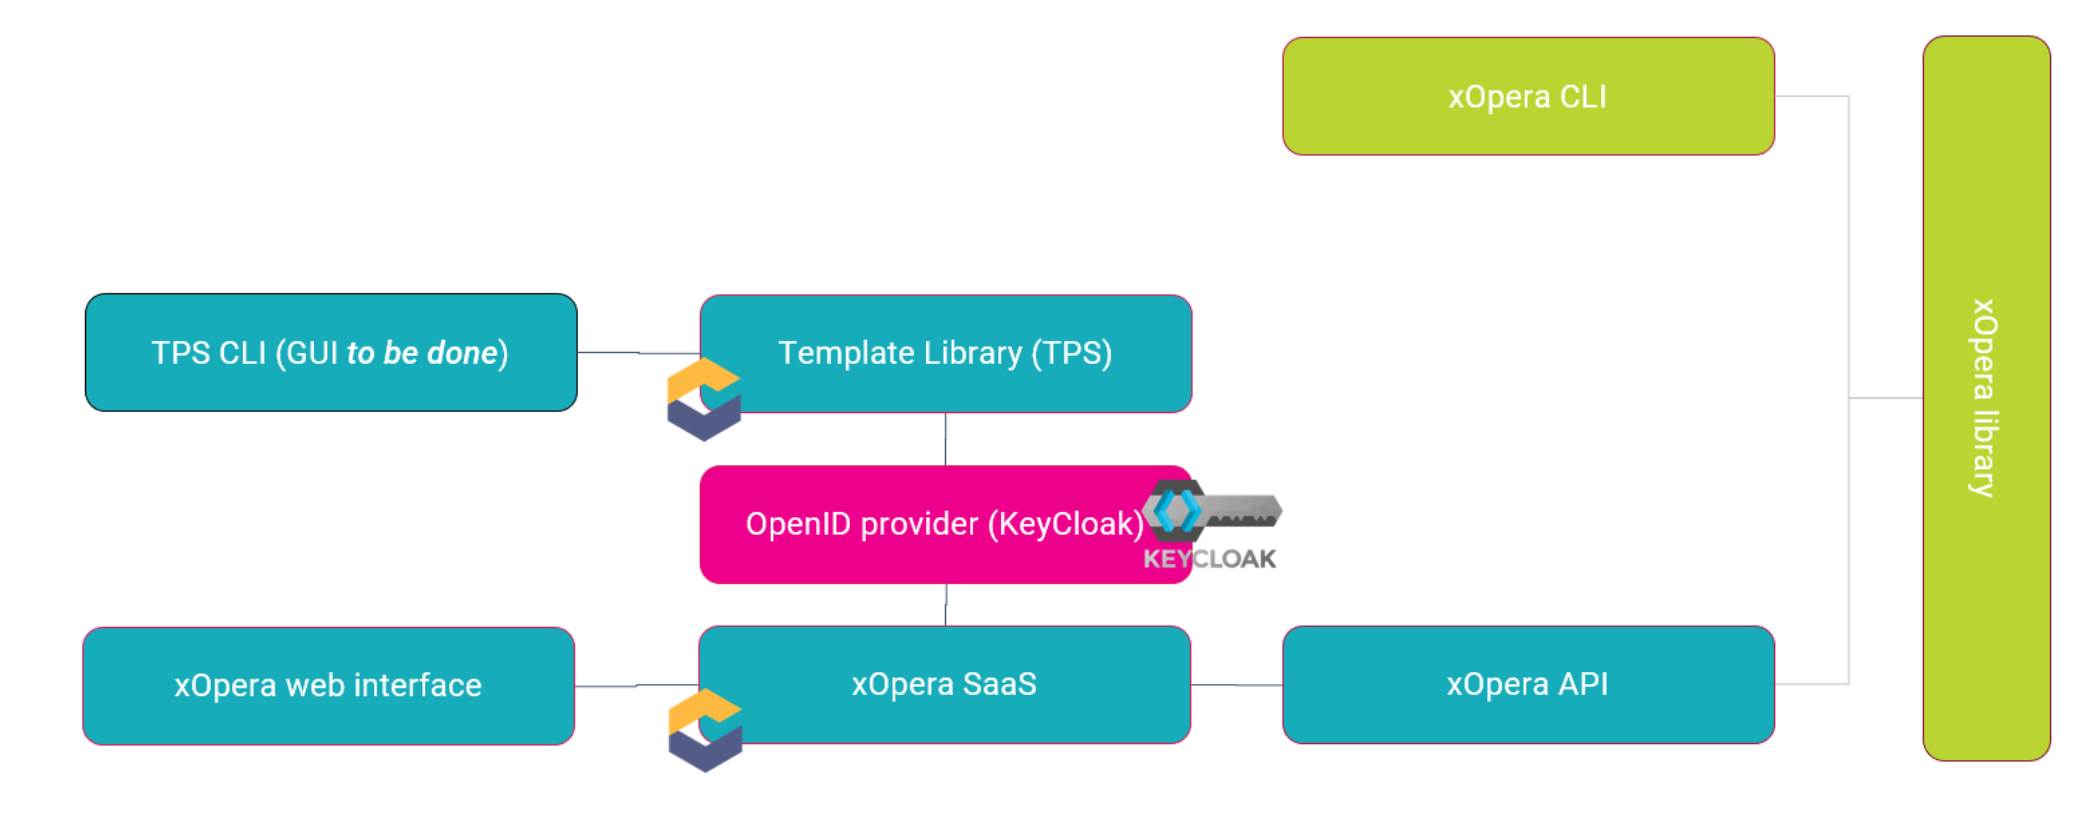 xOpera CLI
xOpera library
TPS CLI (GUI to be done)
Template Library (TPS)
OpenID provider (KeyCloak)
KEYCLOAK
xOpera web interface
xOpera SaaS
xOpera API